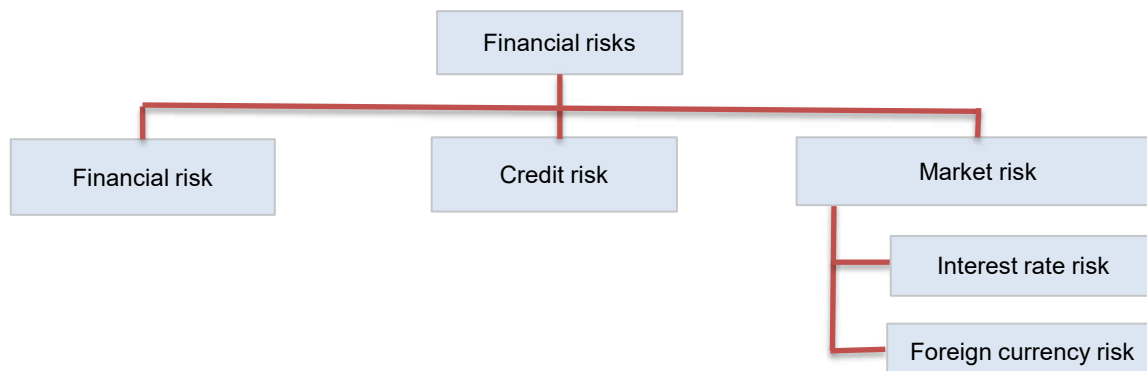 Financial risks
Financial risk
Credit risk
Market risk
Interest rate risk
Foreign currency risk